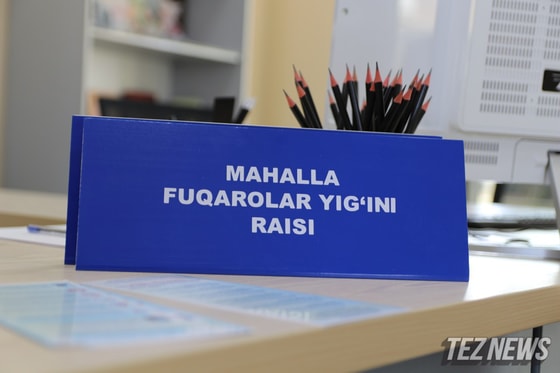 MAHALLA
FUQAROLAR YIG‘INI
RAISI
TEZ NEWS